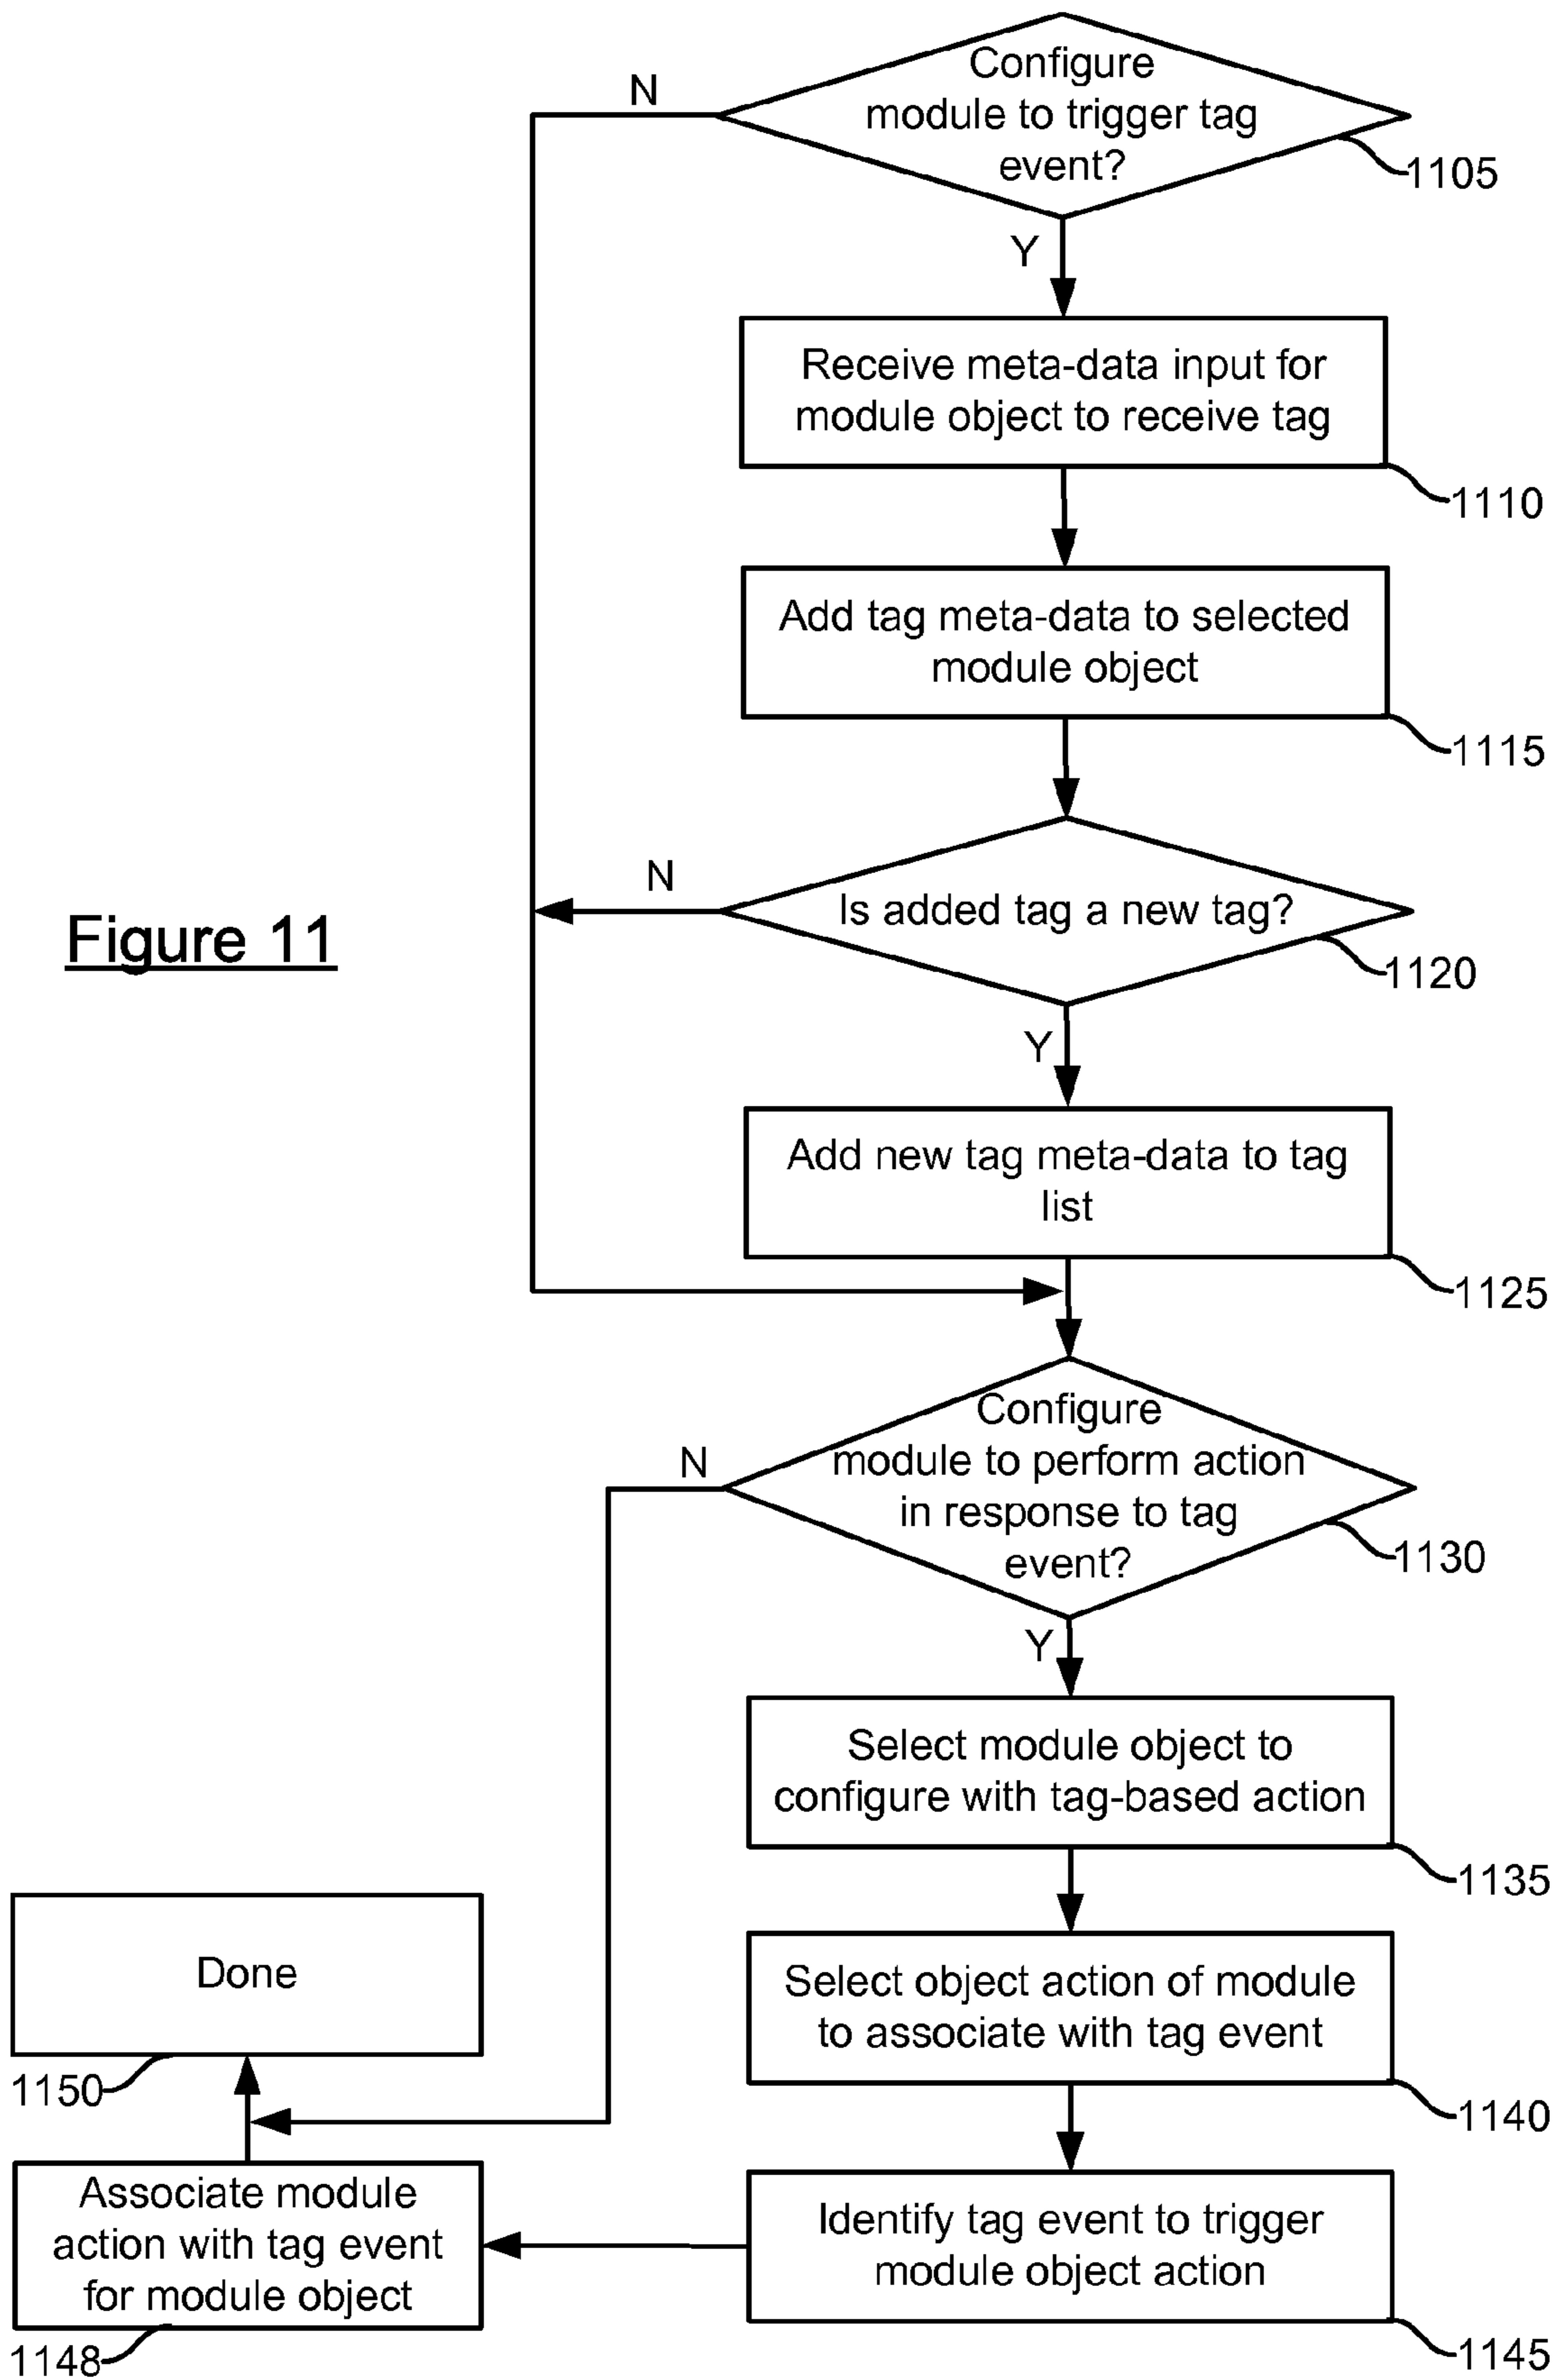 Configure
module to trigger tag
event?
N
1105
Y
Receive meta-data input for
module object to receive tag
1110
Add tag meta-data to selected
module object
1115
N
Is added tag a new tag?
Figure 11
1120
Y
Add new tag meta-data to tag
list
1125
Configure
module to perform action
in response to tag
event?
N
1130
Y
Select module object to
configure with tag-based action
1135
Done
1150
Select object action of module
to associate with tag event
1140
Identify tag event to trigger
module object action
1145
Associate module
action with tag event
for module object
1148